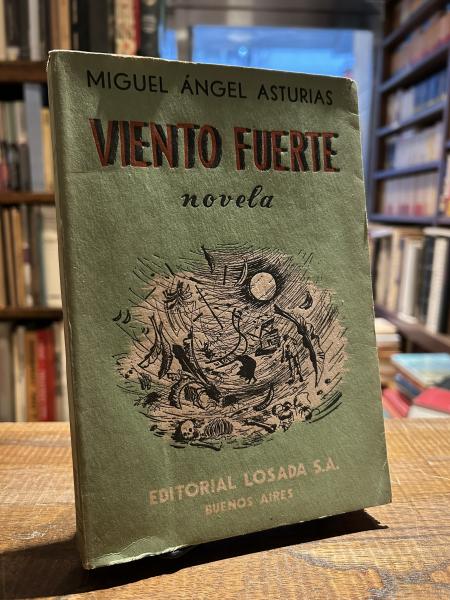 MIGUEL ÁNGEL ASTURIAS
VIENTO FUERTE
novela
EDITORIAL LOSADA S.A.
BUENOS AIRES